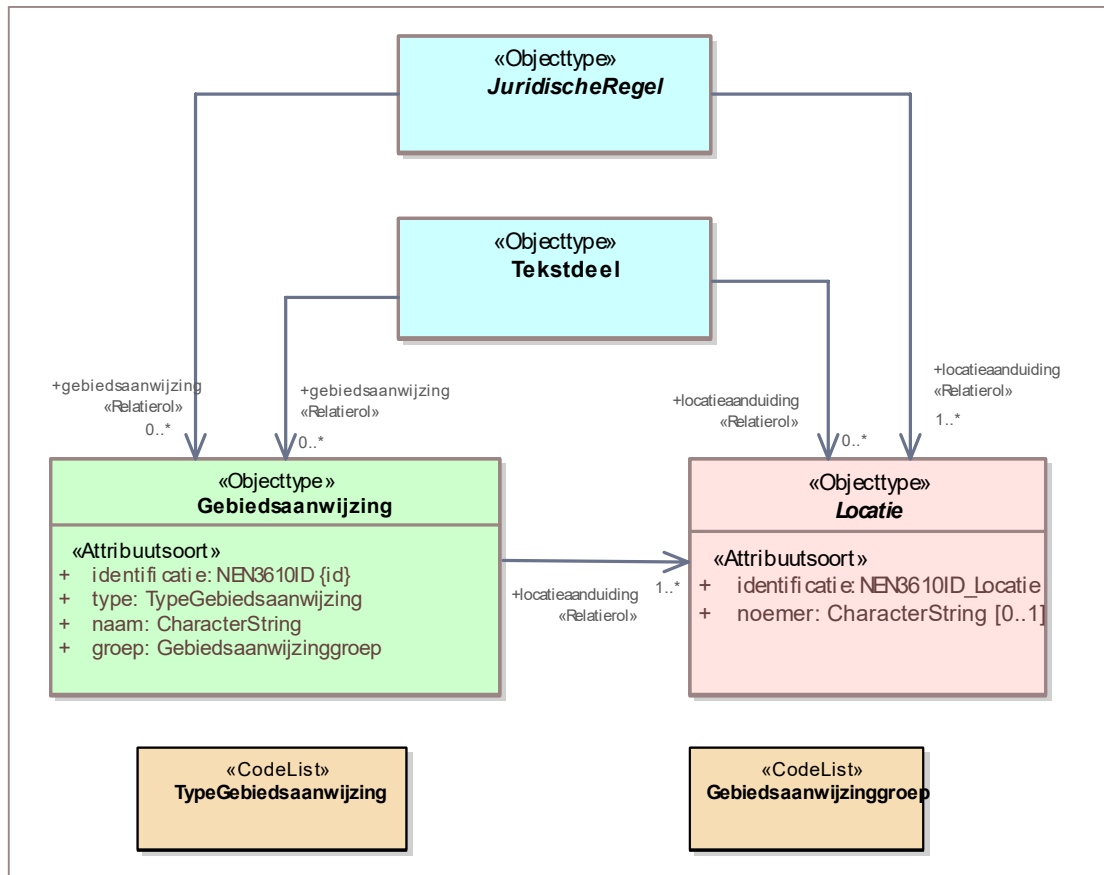 «Objecttype»
JuridischeRegel
«Objecttype»
Tekstdeel
+gebiedsaanwijzing
«Relatierol»
0..*
+gebiedsaanwijzing
«Relatierol»
0..*
+locatieaanduiding
«Relatierol»
0..*
+locatieaanduiding
«Relatierol»
1..*
«Objecttype»
Gebiedsaanwijzing
«Attribuutsoort»
+ identificatie: NEN3610ID {id}
+ type: TypeGebiedsaanwijzing
+ naam: CharacterString
+ groep: Gebiedsaanwijzinggroep
+locatieaanduiding
«Relatierol»
1..*
«Objecttype»
Locatie
«Attribuutsoort»
+ identificatie: NEN3610ID_Locatie
+ noemer: CharacterString [0..1]
«CodeList»
TypeGebiedsaanwijzing
«CodeList»
Gebiedsaanwijzinggroep